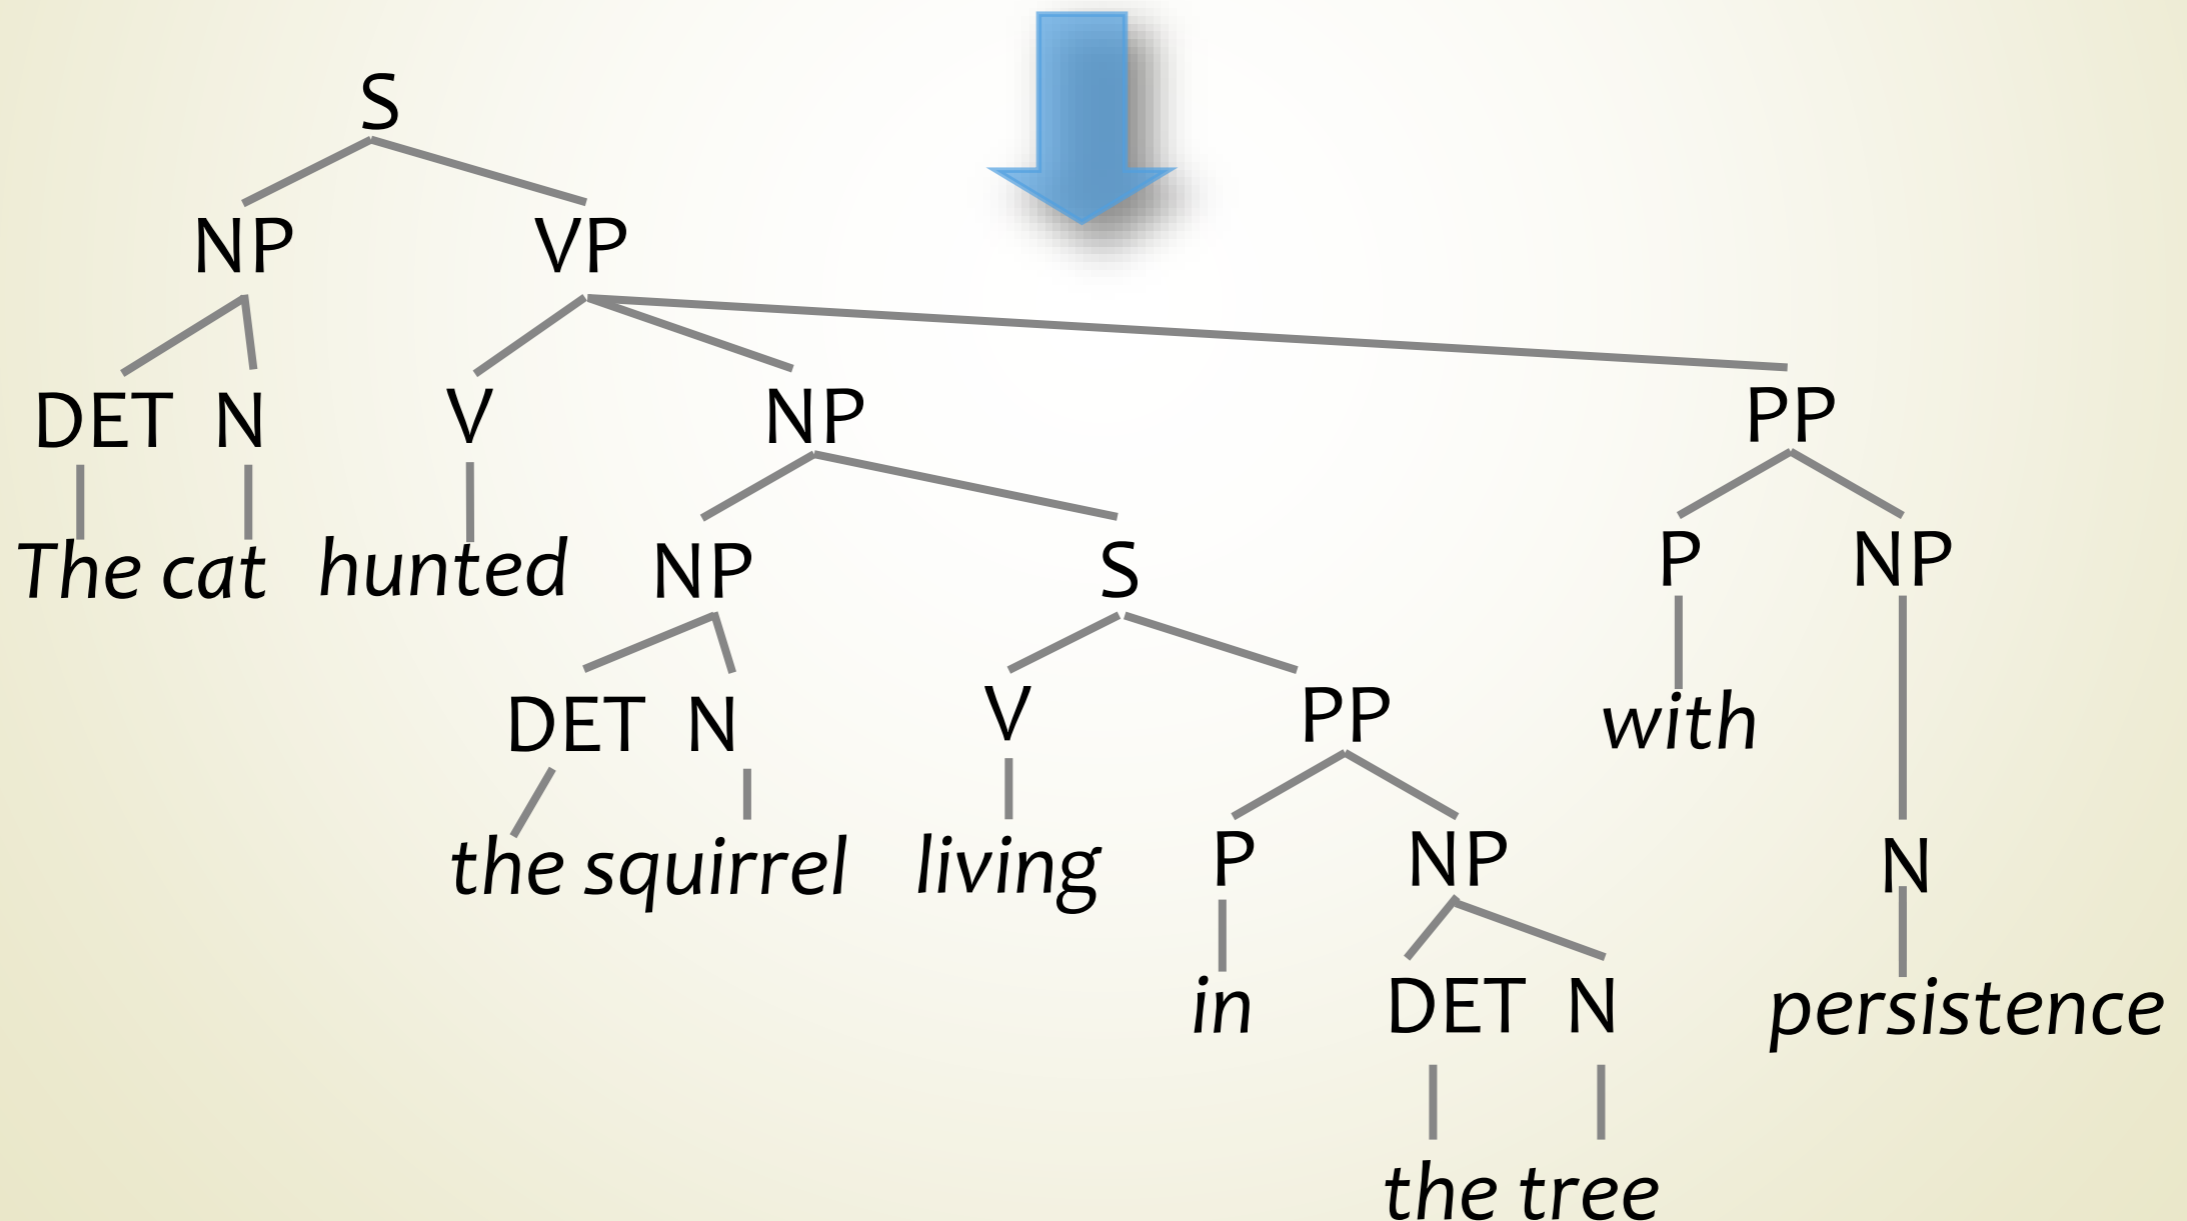 S
NP VP
DET N V NP PP
The cat hunted NP S P NP
DET N V PP with
the squirrel living P NP N
in DET N persistence
the tree